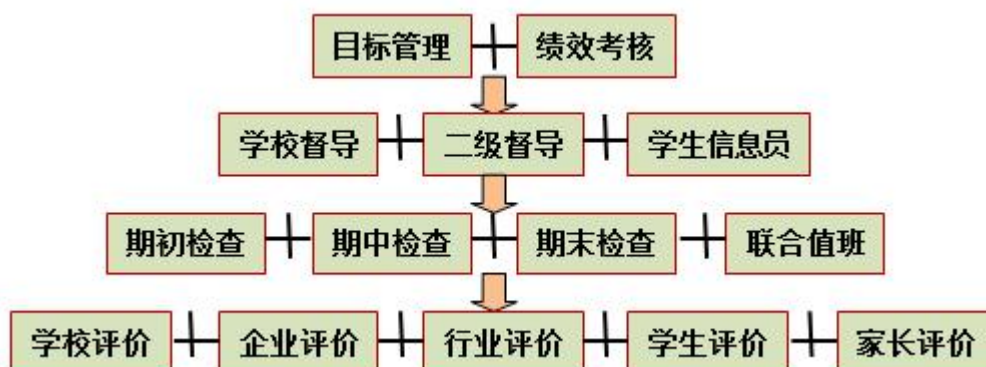 目标管理 绩效考核
学校督导 二级督导 学生信息员
期初检查 期中检查 期末检查 联合值班
学校评价 企业评价 行业评价 学生评价 家长评价